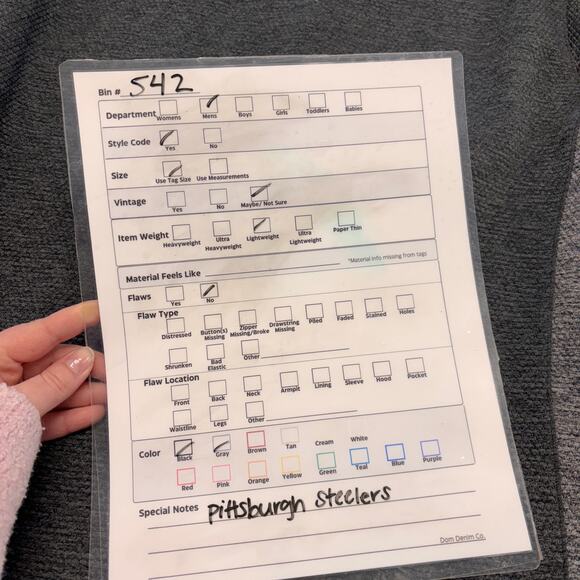 Bin # 542
Department Womens Mens Boys Girls Toddlers Babies
Style Code Yes No
Size Use Tag Size Use Measurements
Vintage Yes No Maybe/ Not Sure
Item Weight Heavyweight Ultra Heavyweight Lightweight Ultra Lightweight Paper Thin
Material Feels Like *Material info missing from tags
Flaws Yes No
Flaw Type
Distressed Button(s) Missing Zipper Missing/Broke Drawstring Missing Piled Faded Stained Holes
Shrunken Bad Elastic Other
Flaw Location
Front Back Neck Armpit Lining Sleeve Hood Pocket
Waistline Legs Other
Color Black Gray Brown Tan Cream White
Red Pink Orange Yellow Green Teal Blue Purple
Special Notes pittsburgh steelers
Dom Denim Co.